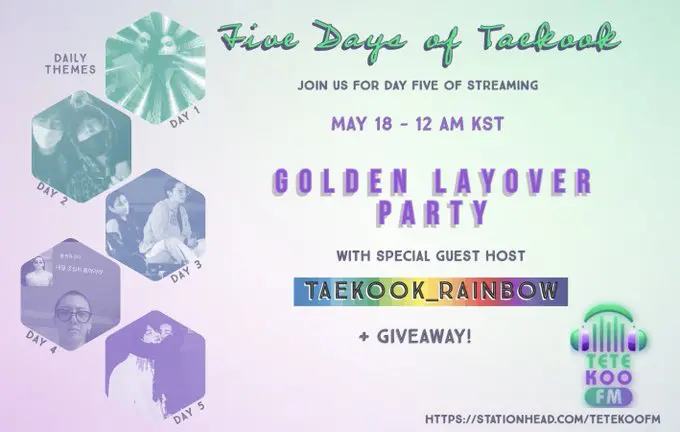 Five Days of Taekook
DAILY
THEMES
JOIN US FOR DAY FIVE OF STREAMING
MAY 18 - 12 AM KST
DAY 1
DAY 2
GOLDEN LAYOVER
PARTY
DAY 3
WITH SPECIAL GUEST HOST
TAEKOOK_RAINBOW
+ GIVEAWAY!
DAY 4
DAY 5
TETE
KOO
FM
HTTPS://STATIONHEAD.COM/TETEKOOFM